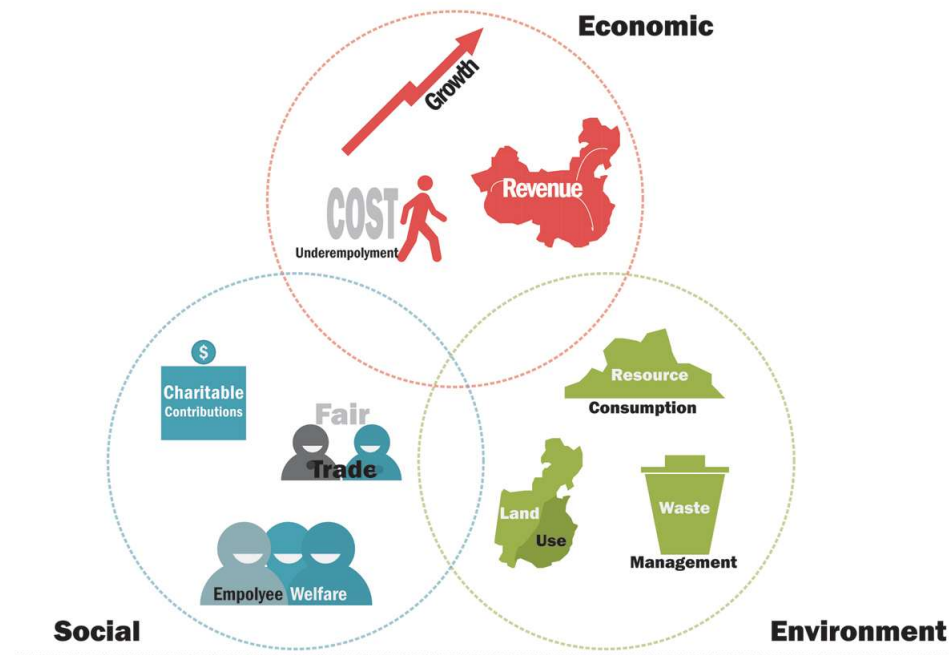 Economic
Growth
Revenue
COST
Underempolyment
$
Charitable
Contributions
Fair
Trade
Empolyee Welfare
Resource
Consumption
Land
Use
Waste
Management
Social
Environment